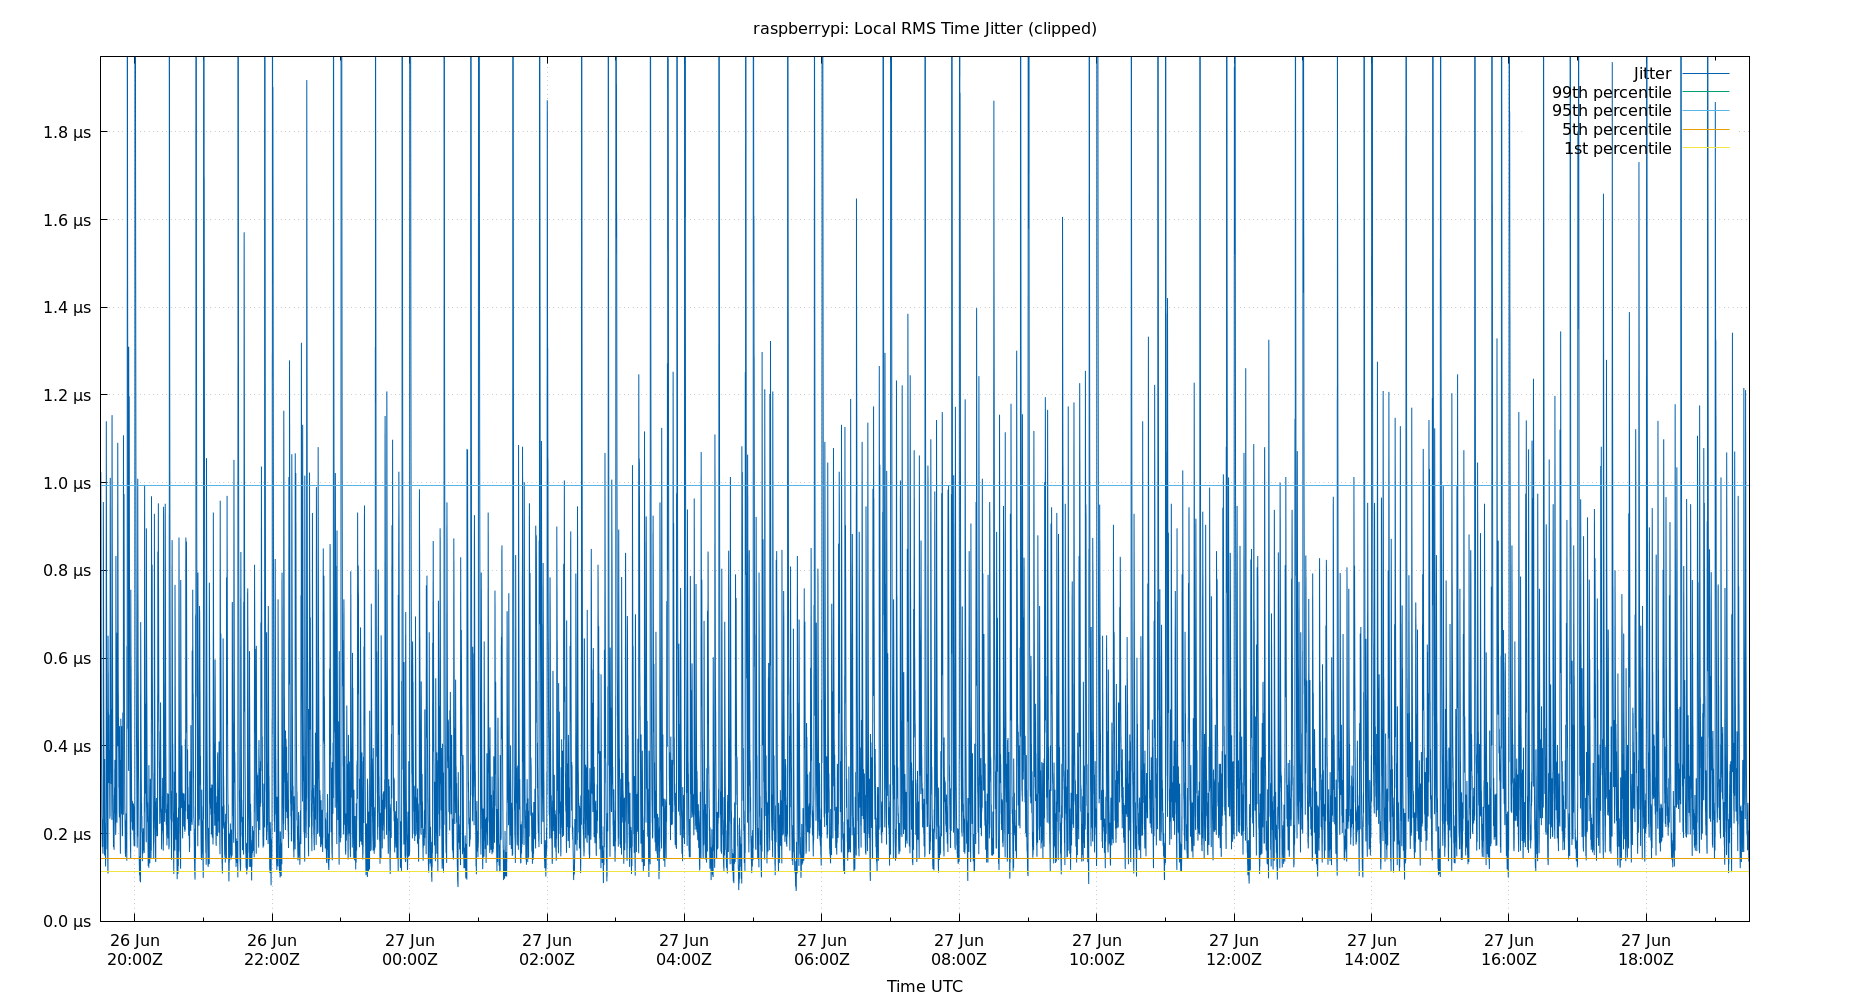 raspberrypi: Local RMS Time Jitter (clipped)
Jitter
99th percentile
95th percentile
5th percentile
1st percentile
1.8 µs
1.6 µs
1.4 µs
1.2 µs
1.0 µs
0.8 µs
0.6 µs
0.4 µs
0.2 µs
0.0 µs
26 Jun 26 Jun 27 Jun 27 Jun 27 Jun 27 Jun 27 Jun 27 Jun 27 Jun 27 Jun 27 Jun 27 Jun
20:00Z 22:00Z 00:00Z 02:00Z 04:00Z 06:00Z 08:00Z 10:00Z 12:00Z 14:00Z 16:00Z 18:00Z
Time UTC